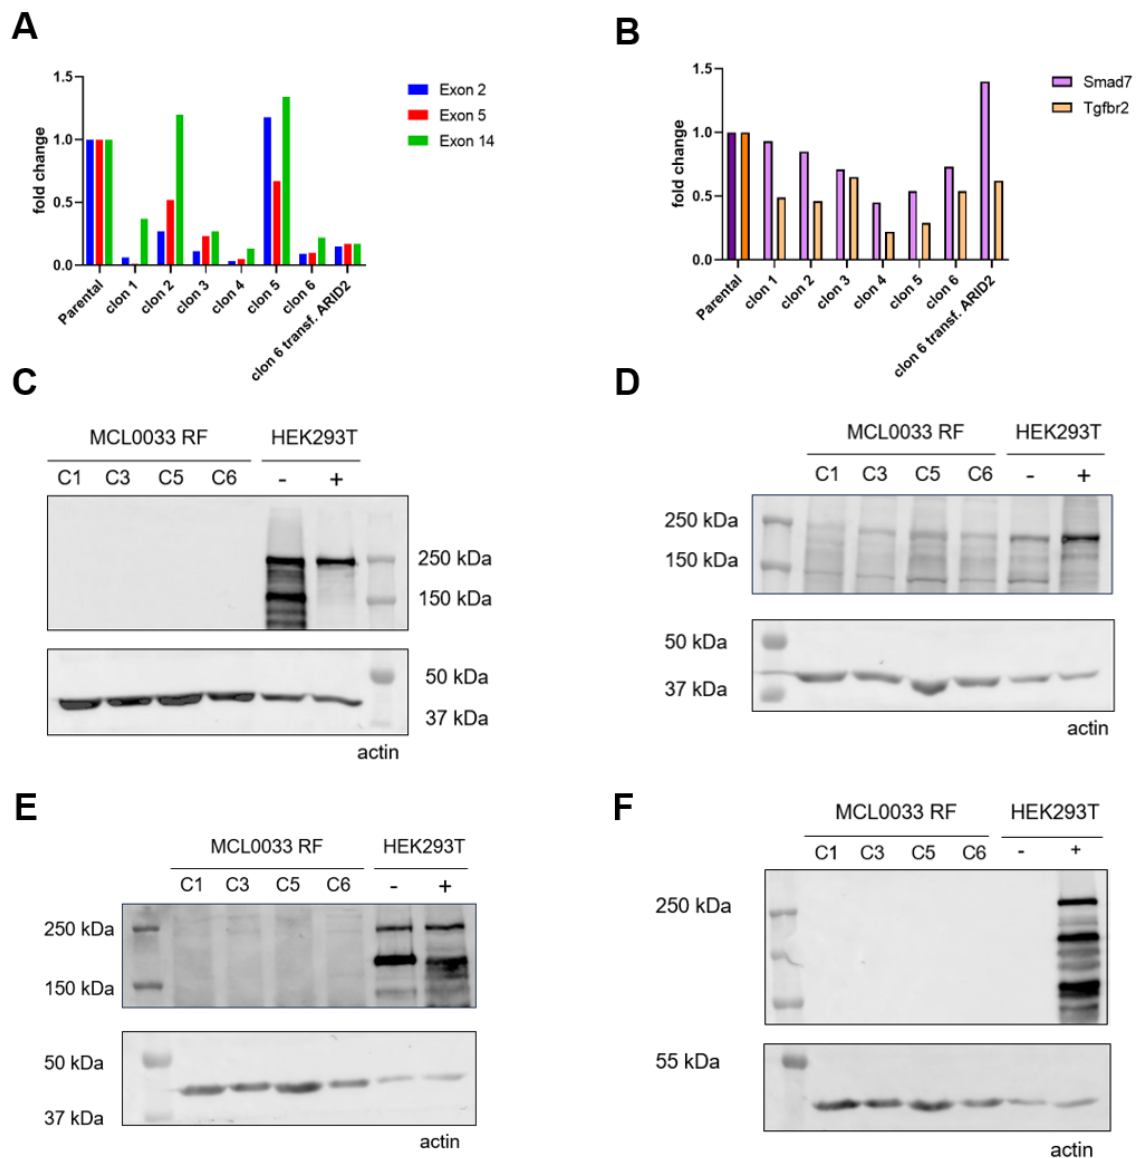 A
1.5
1.0
0.5
0.0
fold change
Exon 2
Exon 5
Exon 14
Parental
clon 1
clon 2
clon 3
clon 4
clon 5
clon 6
clon 6 transf. ARID2
B
1.5
1.0
0.5
0.0
fold change
Smad7
Tgfbr2
Parental
clon 1
clon 2
clon 3
clon 4
clon 5
clon 6
clon 6 transf. ARID2
C
MCL0033 RF HEK293T
C1 C3 C5 C6 - +
250 kDa
150 kDa
50 kDa
37 kDa
actin
D
MCL0033 RF HEK293T
C1 C3 C5 C6 - +
250 kDa
150 kDa
50 kDa
37 kDa
actin
E
MCL0033 RF HEK293T
C1 C3 C5 C6 - +
250 kDa
150 kDa
50 kDa
37 kDa
actin
F
MCL0033 RF HEK293T
C1 C3 C5 C6 - +
250 kDa
55 kDa
actin